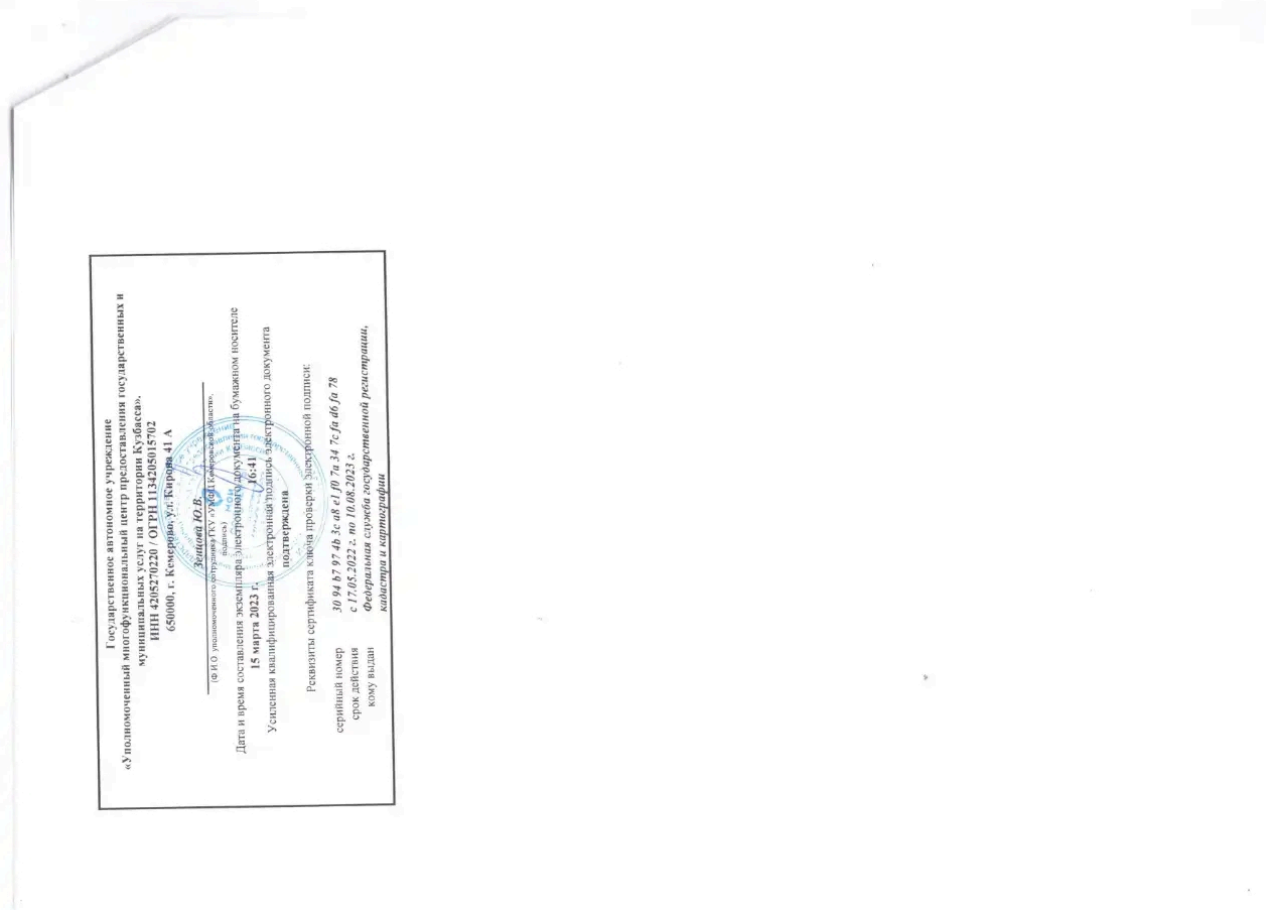 Государственное автономное учреждение
«Уполномоченный многофункциональный центр предоставления государственных и
муниципальных услуг на территории Кузбасса».
ИНН 4205270220 / ОГРН 1134205015702
650000, г. Кемерово, ул. Кирова 41 А
Зенцова Ю.В.
(Ф И О уполномоченного сотрудника ГКУ «УМФЦ Кемеровской области»,
подпись)
Дата и время составления экземпляра электронного документа на бумажном носителе
15 марта 2023 г. 16:41
Усиленная квалифицированная электронная подпись электронного документа
подтверждена
Реквизиты сертификата ключа проверки электронной подписи:
серийный номер 30 94 b7 97 4b 3c a8 e1 f0 7a 34 7c fa d6 fa 78
срок действия с 17.05.2022 г. по 10.08.2023 г.
кому выдан Федеральная служба государственной регистрации,
кадастра и картографии